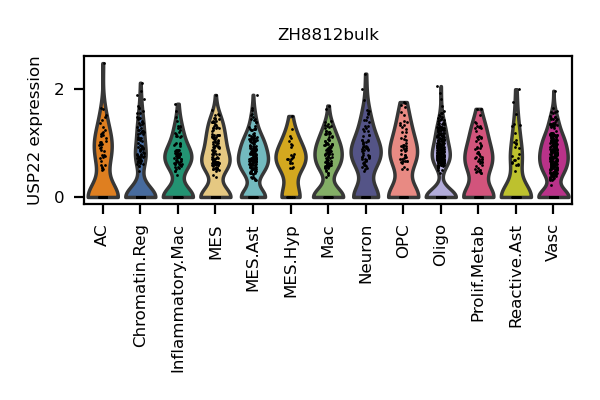 ZH8812bulk
USP22 expression
2
0
AC
Chromatin.Reg
Inflammatory.Mac
MES
MES.Ast
MES.Hyp
Mac
Neuron
OPC
Oligo
Prolif.Metab
Reactive.Ast
Vasc